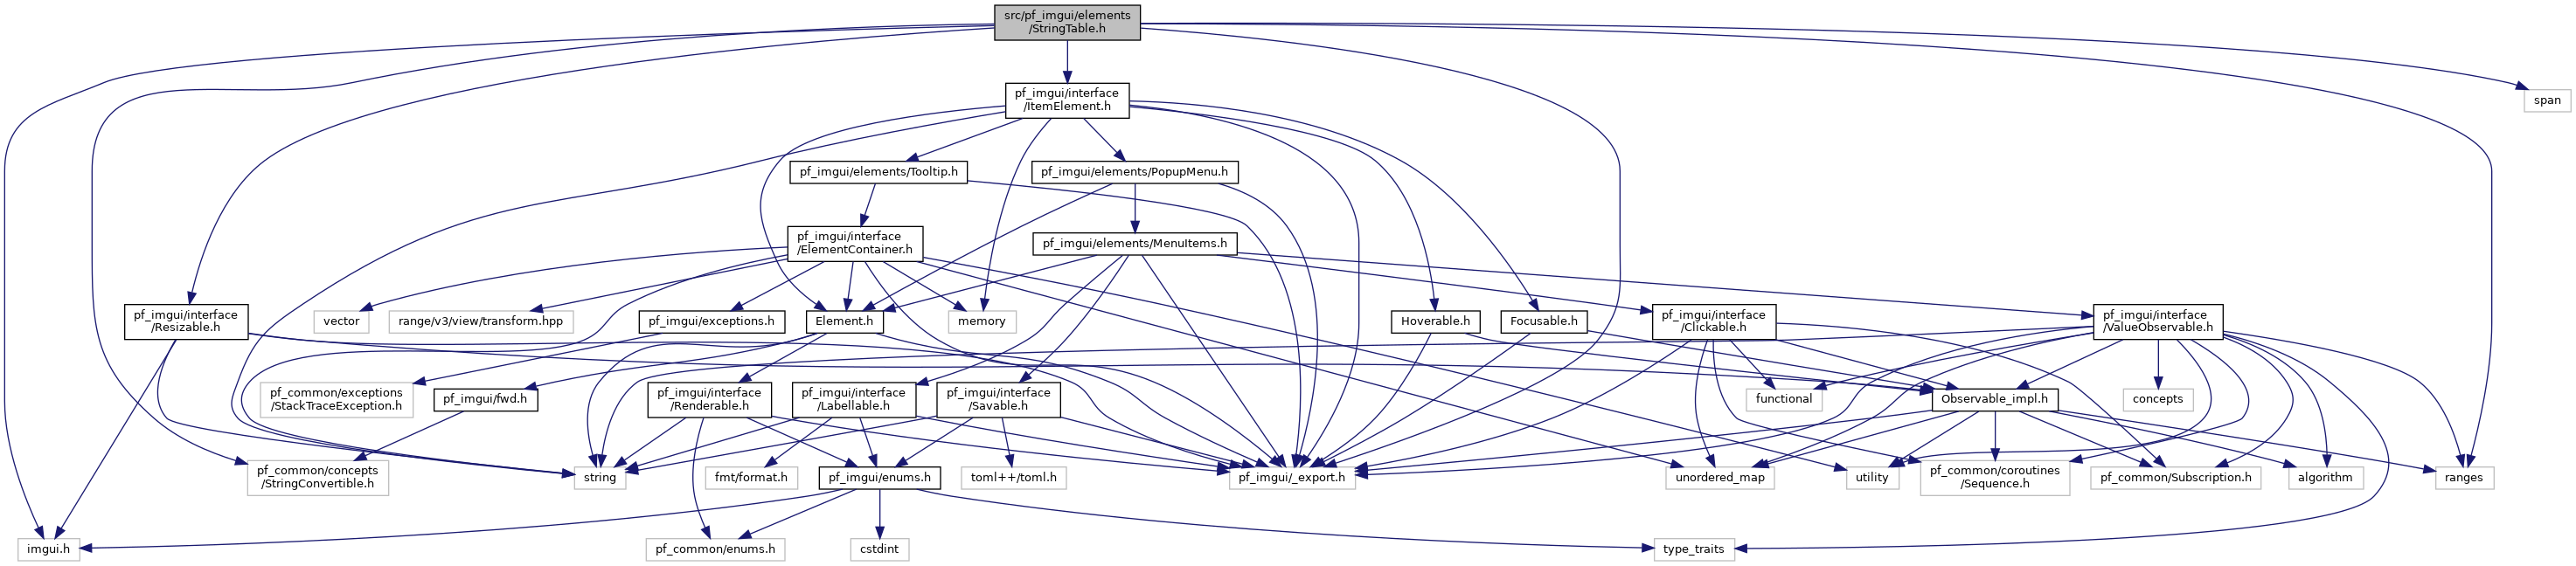 src/pf_imgui/elements
/StringTable.h
pf_imgui/interface
/ItemElement.h
span
pf_imgui/elements/Tooltip.h
pf_imgui/elements/PopupMenu.h
pf_imgui/interface
/ElementContainer.h
pf_imgui/elements/MenuItems.h
pf_imgui/interface
/Resizable.h
vector
range/v3/view/transform.hpp
pf_imgui/exceptions.h
Element.h
memory
Hoverable.h
Focusable.h
pf_imgui/interface
/Clickable.h
pf_imgui/interface
/ValueObservable.h
pf_common/exceptions
/StackTraceException.h
pf_imgui/fwd.h
pf_imgui/interface
/Renderable.h
pf_imgui/interface
/Labellable.h
pf_imgui/interface
/Savable.h
functional
Observable_impl.h
concepts
pf_common/concepts
/StringConvertible.h
string
fmt/format.h
pf_imgui/enums.h
toml++/toml.h
pf_imgui/_export.h
unordered_map
utility
pf_common/coroutines
/Sequence.h
pf_common/Subscription.h
algorithm
ranges
imgui.h
pf_common/enums.h
cstdint
type_traits